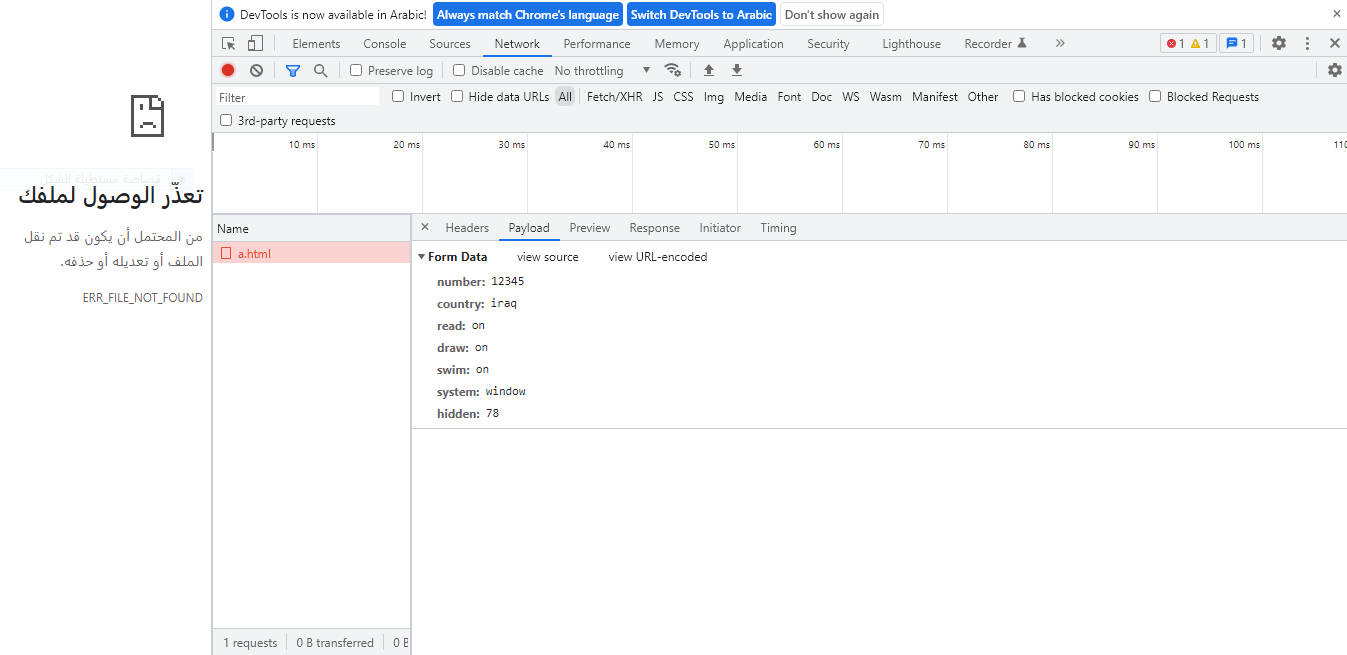 DevTools is now available in Arabic! Always match Chrome's language Switch DevTools to Arabic Don't show again
Elements Console Sources Network Performance Memory Application Security Lighthouse Recorder 1 1 1
Preserve log Disable cache No throttling
Filter Invert Hide data URLs All Fetch/XHR JS CSS Img Media Font Doc WS Wasm Manifest Other Has blocked cookies Blocked Requests
3rd-party requests
10 ms 20 ms 30 ms 40 ms 50 ms 60 ms 70 ms 80 ms 90 ms 100 ms 110
قصاصة مستطيلة الشكل
تعذّر الوصول لملفك
من المحتمل أن يكون قد تم نقل
الملف أو تعديله أو حذفه.
ERR_FILE_NOT_FOUND
Name
a.html
1 requests 0 B transferred 0 B
Headers Payload Preview Response Initiator Timing
Form Data view source view URL-encoded
number: 12345
country: iraq
read: on
draw: on
swim: on
system: window
hidden: 78